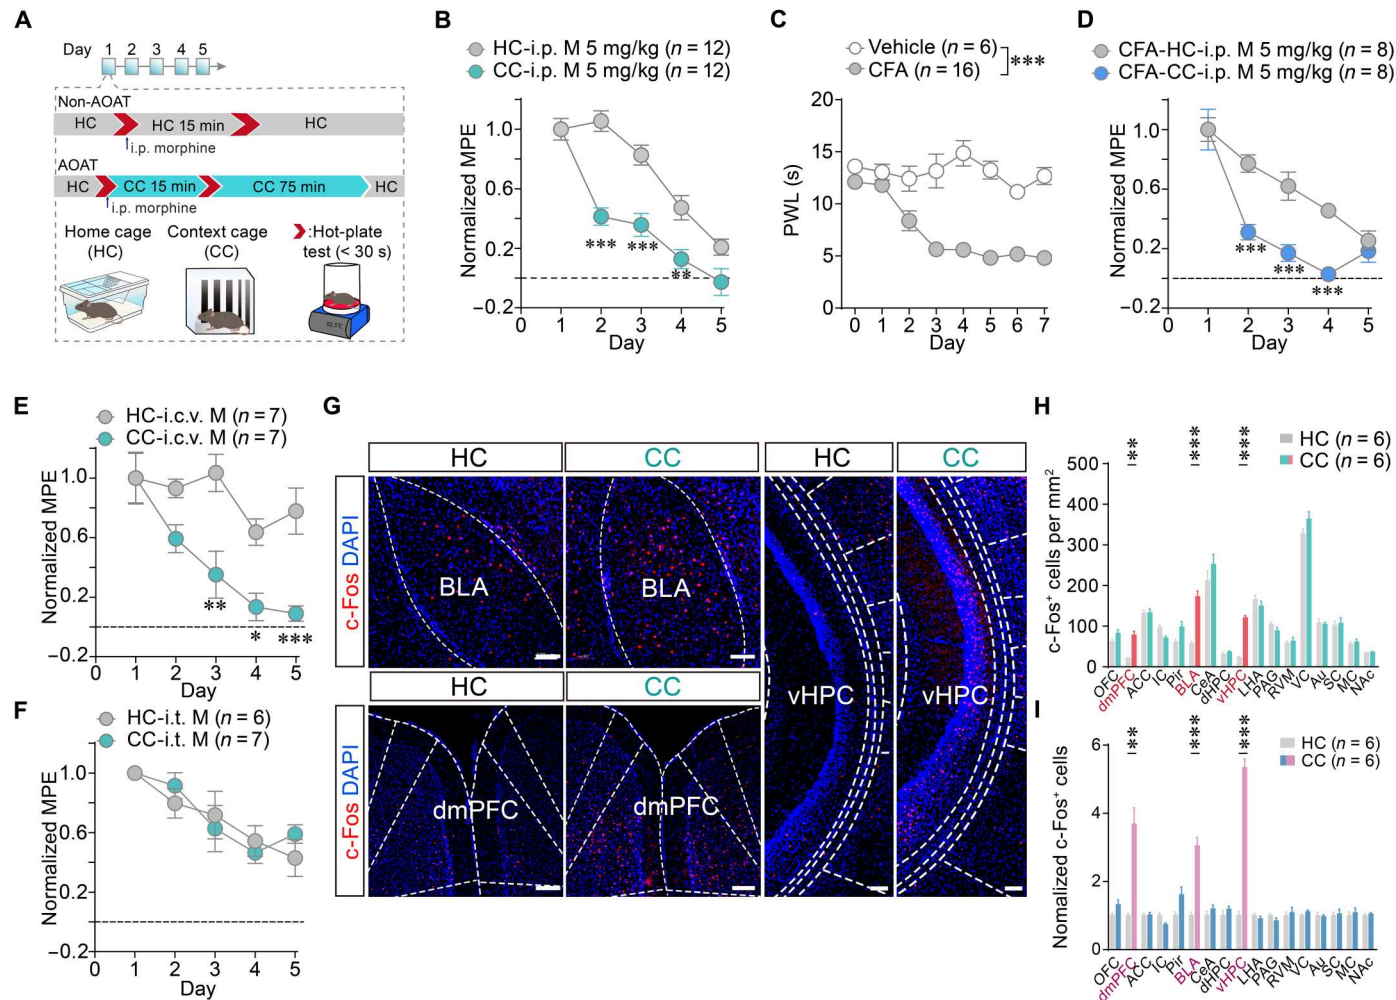 A
Day 1 2 3 4 5
Non-AOAT
HC HC 15 min HC
i.p. morphine
AOAT
HC CC 15 min CC 75 min HC
i.p. morphine
Home cage
(HC)
Context cage
(CC)
:Hot-plate
test (< 30 s)
52.5°C
B
HC-i.p. M 5 mg/kg (n = 12)
CC-i.p. M 5 mg/kg (n = 12)
Normalized MPE
1.0
0.6
0.2
−0.2
*** *** **
0 1 2 3 4 5
Day
C
Vehicle (n = 6)
CFA (n = 16)
***
PWL (s)
20
15
10
5
0
0 1 2 3 4 5 6 7
Day
D
CFA-HC-i.p. M 5 mg/kg (n = 8)
CFA-CC-i.p. M 5 mg/kg (n = 8)
Normalized MPE
1.0
0.6
0.2
−0.2
*** *** ***
0 1 2 3 4 5
Day
E
HC-i.c.v. M (n = 7)
CC-i.c.v. M (n = 7)
Normalized MPE
1.0
0.6
0.2
−0.2
** * ***
0 1 2 3 4 5
Day
F
HC-i.t. M (n = 6)
CC-i.t. M (n = 7)
Normalized MPE
1.0
0.6
0.2
−0.2
0 1 2 3 4 5
Day
G
HC CC HC CC
c-Fos DAPI
BLA BLA
vHPC vHPC
HC CC
c-Fos DAPI
dmPFC dmPFC
H
** **** ****
HC (n = 6)
CC (n = 6)
c-Fos+ cells per mm2
500
400
300
200
100
0
OFC dmPFC ACC IC Pir BLA CeA dHPC vHPC LHA PAG RVM VC Au SC MC NAc
I
** **** ****
HC (n = 6)
CC (n = 6)
Nomalized c-Fos+ cells
6
4
2
0
OFC dmPFC ACC IC Pir BLA CeA dHPC vHPC LHA PAG RVM VC Au SC MC NAc